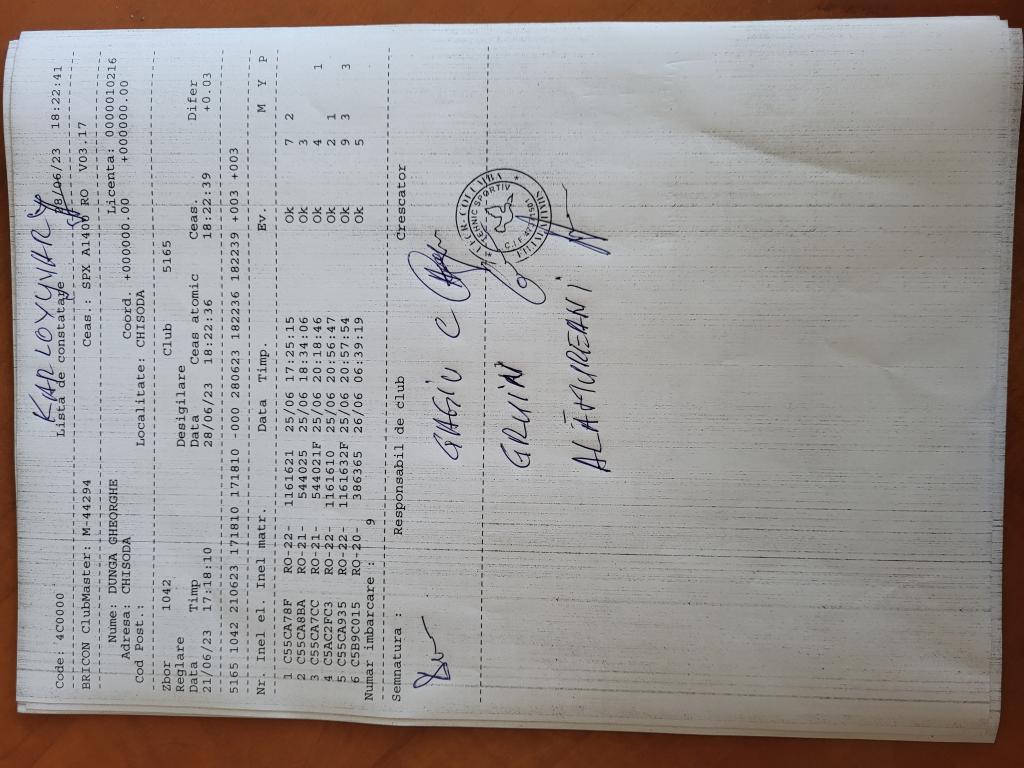 KARLOVYVARY
Code: 4C0000 Lista de constatare 28/06/23 18:22:41
BRICON ClubMaster: M-44294 Ceas.: SPX A1400 RO V03.17
Nume: DUNGA GHEORGHE Licenta: 0000010216
Adresa: CHISODA Coord. +000000.00 +000000.00
Cod Post.: Localitate: CHISODA
Zbor 1042 Club 5165
Reglare Desigilare
Data Timp Data Ceas atomic Ceas. Difer
21/06/23 17:18:10 28/06/23 18:22:36 18:22:39 +0.03
5165 1042 210623 171810 171810 -000 280623 182236 182239 +003 +003
Nr. Inel el. Inel matr. Data Timp. Ev. M Y P
1 C55CA78F RO-22- 1161621 25/06 17:25:15 Ok 7 2
2 C55CA8BA RO-21- 544025 25/06 18:34:06 Ok 3
3 C55CA7CC RO-21- 544021F 25/06 20:18:46 Ok 4 1
4 C5AC2FC3 RO-22- 1161610 25/06 20:56:47 Ok 2 1
5 C55CA935 RO-22- 1161632F 25/06 20:57:54 Ok 9 3 3
6 C5B9C015 RO-20- 386365 26/06 06:39:19 Ok 5
Numar imbarcare : 9
Semnatura : Responsabil de club Crescator
GAGIU C
GRUIN